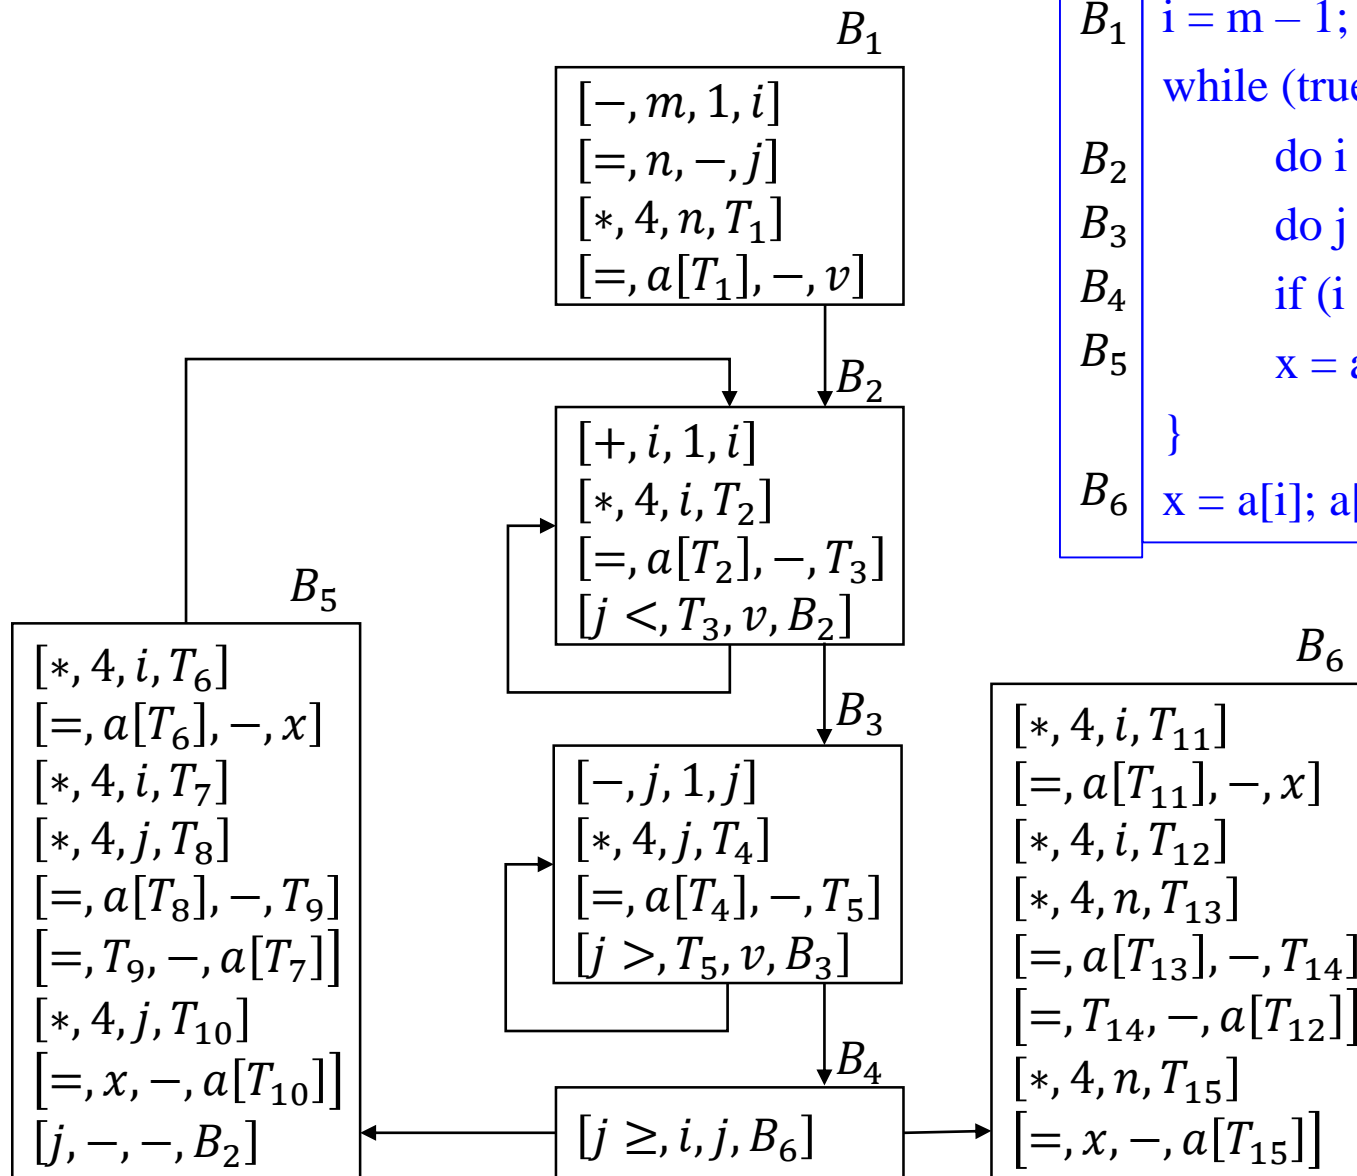 B₁
[−, m, 1, i]
[=, n, −, j]
[∗, 4, n, T₁]
[=, a[T₁], −, v]
B₂
[+, i, 1, i]
[∗, 4, i, T₂]
[=, a[T₂], −, T₃]
[j <, T₃, v, B₂]
B₃
[−, j, 1, j]
[∗, 4, j, T₄]
[=, a[T₄], −, T₅]
[j >, T₅, v, B₃]
B₄
[j ≥, i, j, B₆]
B₅
[∗, 4, i, T₆]
[=, a[T₆], −, x]
[∗, 4, i, T₇]
[∗, 4, j, T₈]
[=, a[T₈], −, T₉]
[=, T₉, −, a[T₇]]
[∗, 4, j, T₁₀]
[=, x, −, a[T₁₀]]
[j, −, −, B₂]
B₆
[∗, 4, i, T₁₁]
[=, a[T₁₁], −, x]
[∗, 4, i, T₁₂]
[∗, 4, n, T₁₃]
[=, a[T₁₃], −, T₁₄]
[=, T₁₄, −, a[T₁₂]]
[∗, 4, n, T₁₅]
[=, x, −, a[T₁₅]]
B₁ i = m – 1;
while (true
B₂ do i
B₃ do j
B₄ if (i
B₅ x = a
}
B₆ x = a[i]; a[